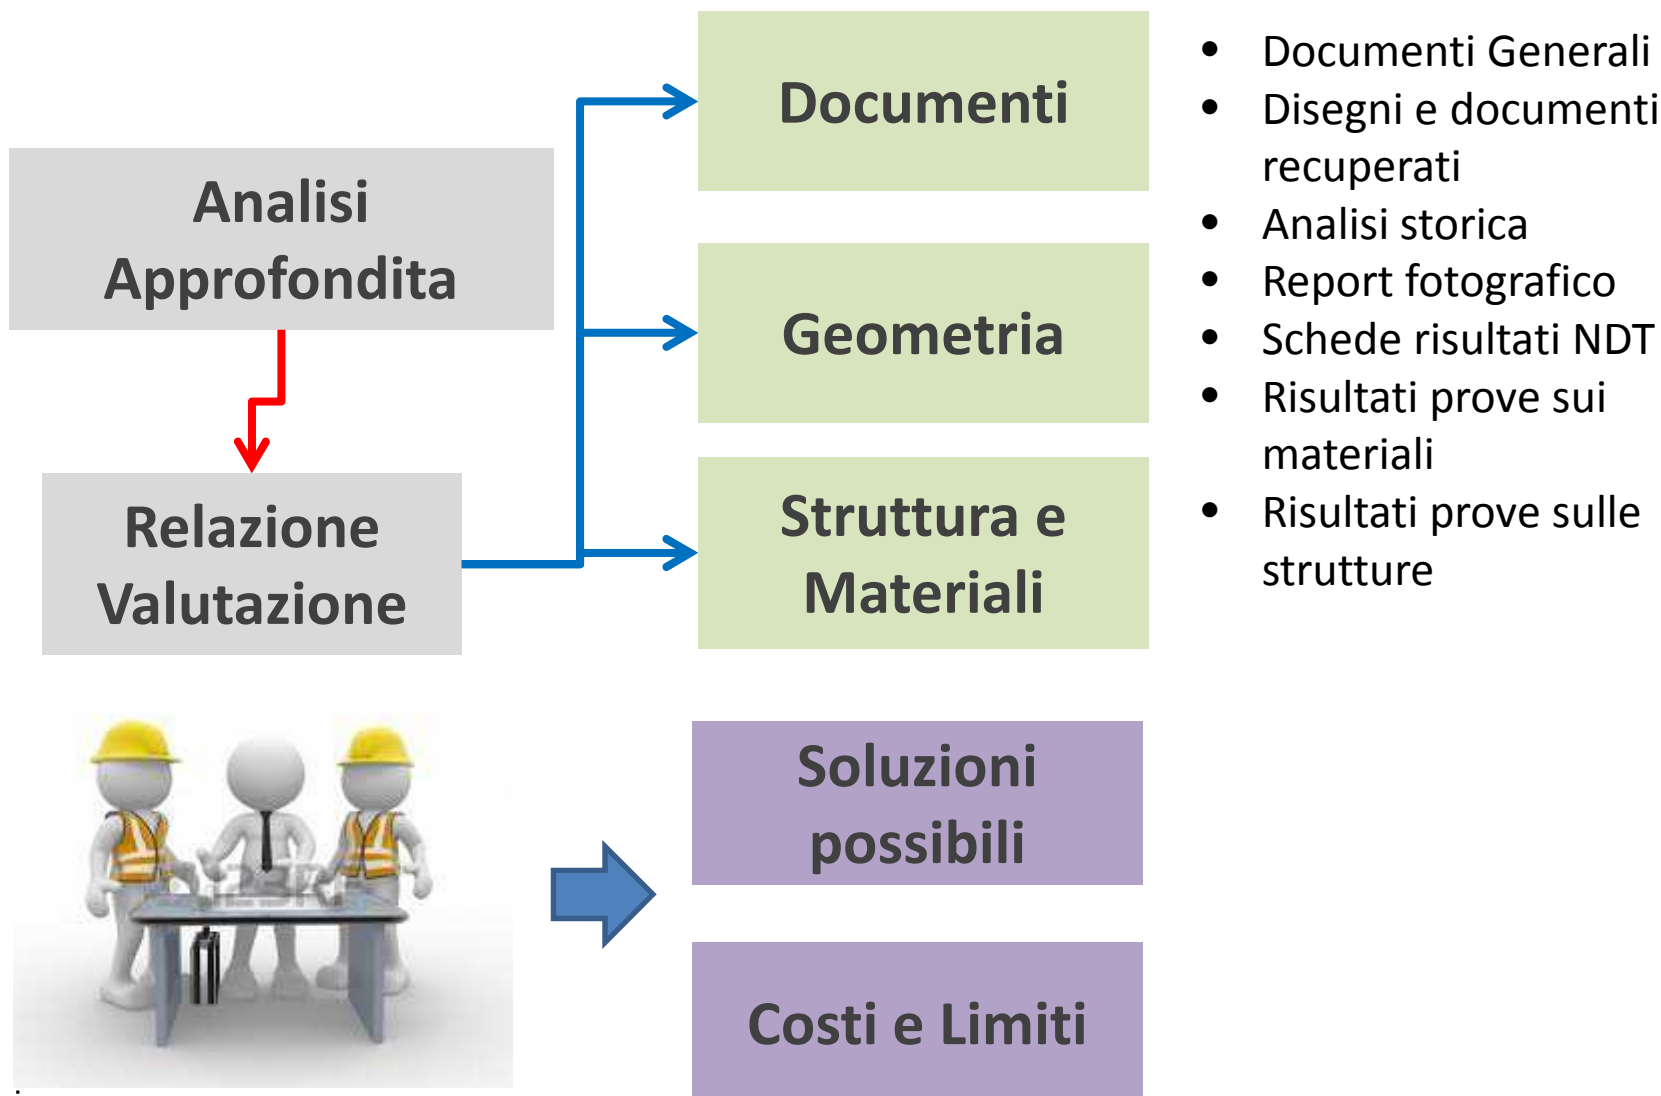 Analisi
Approfondita
Relazione
Valutazione
Documenti
Geometria
Struttura e
Materiali
• Documenti Generali
• Disegni e documenti
recuperati
• Analisi storica
• Report fotografico
• Schede risultati NDT
• Risultati prove sui
materiali
• Risultati prove sulle
strutture
Soluzioni
possibili
Costi e Limiti
.